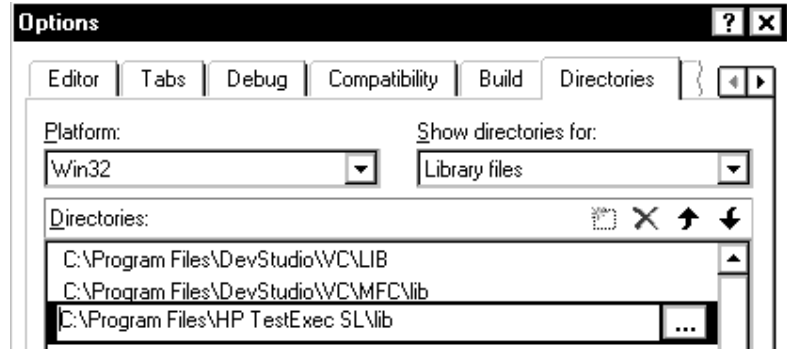 Options
Editor Tabs Debug Compatibility Build Directories
Platform: Show directories for:
Win32 Library files
Directories:
C:\Program Files\DevStudio\VC\LIB
C:\Program Files\DevStudio\VC\MFC\lib
C:\Program Files\HP TestExec SL\lib ...